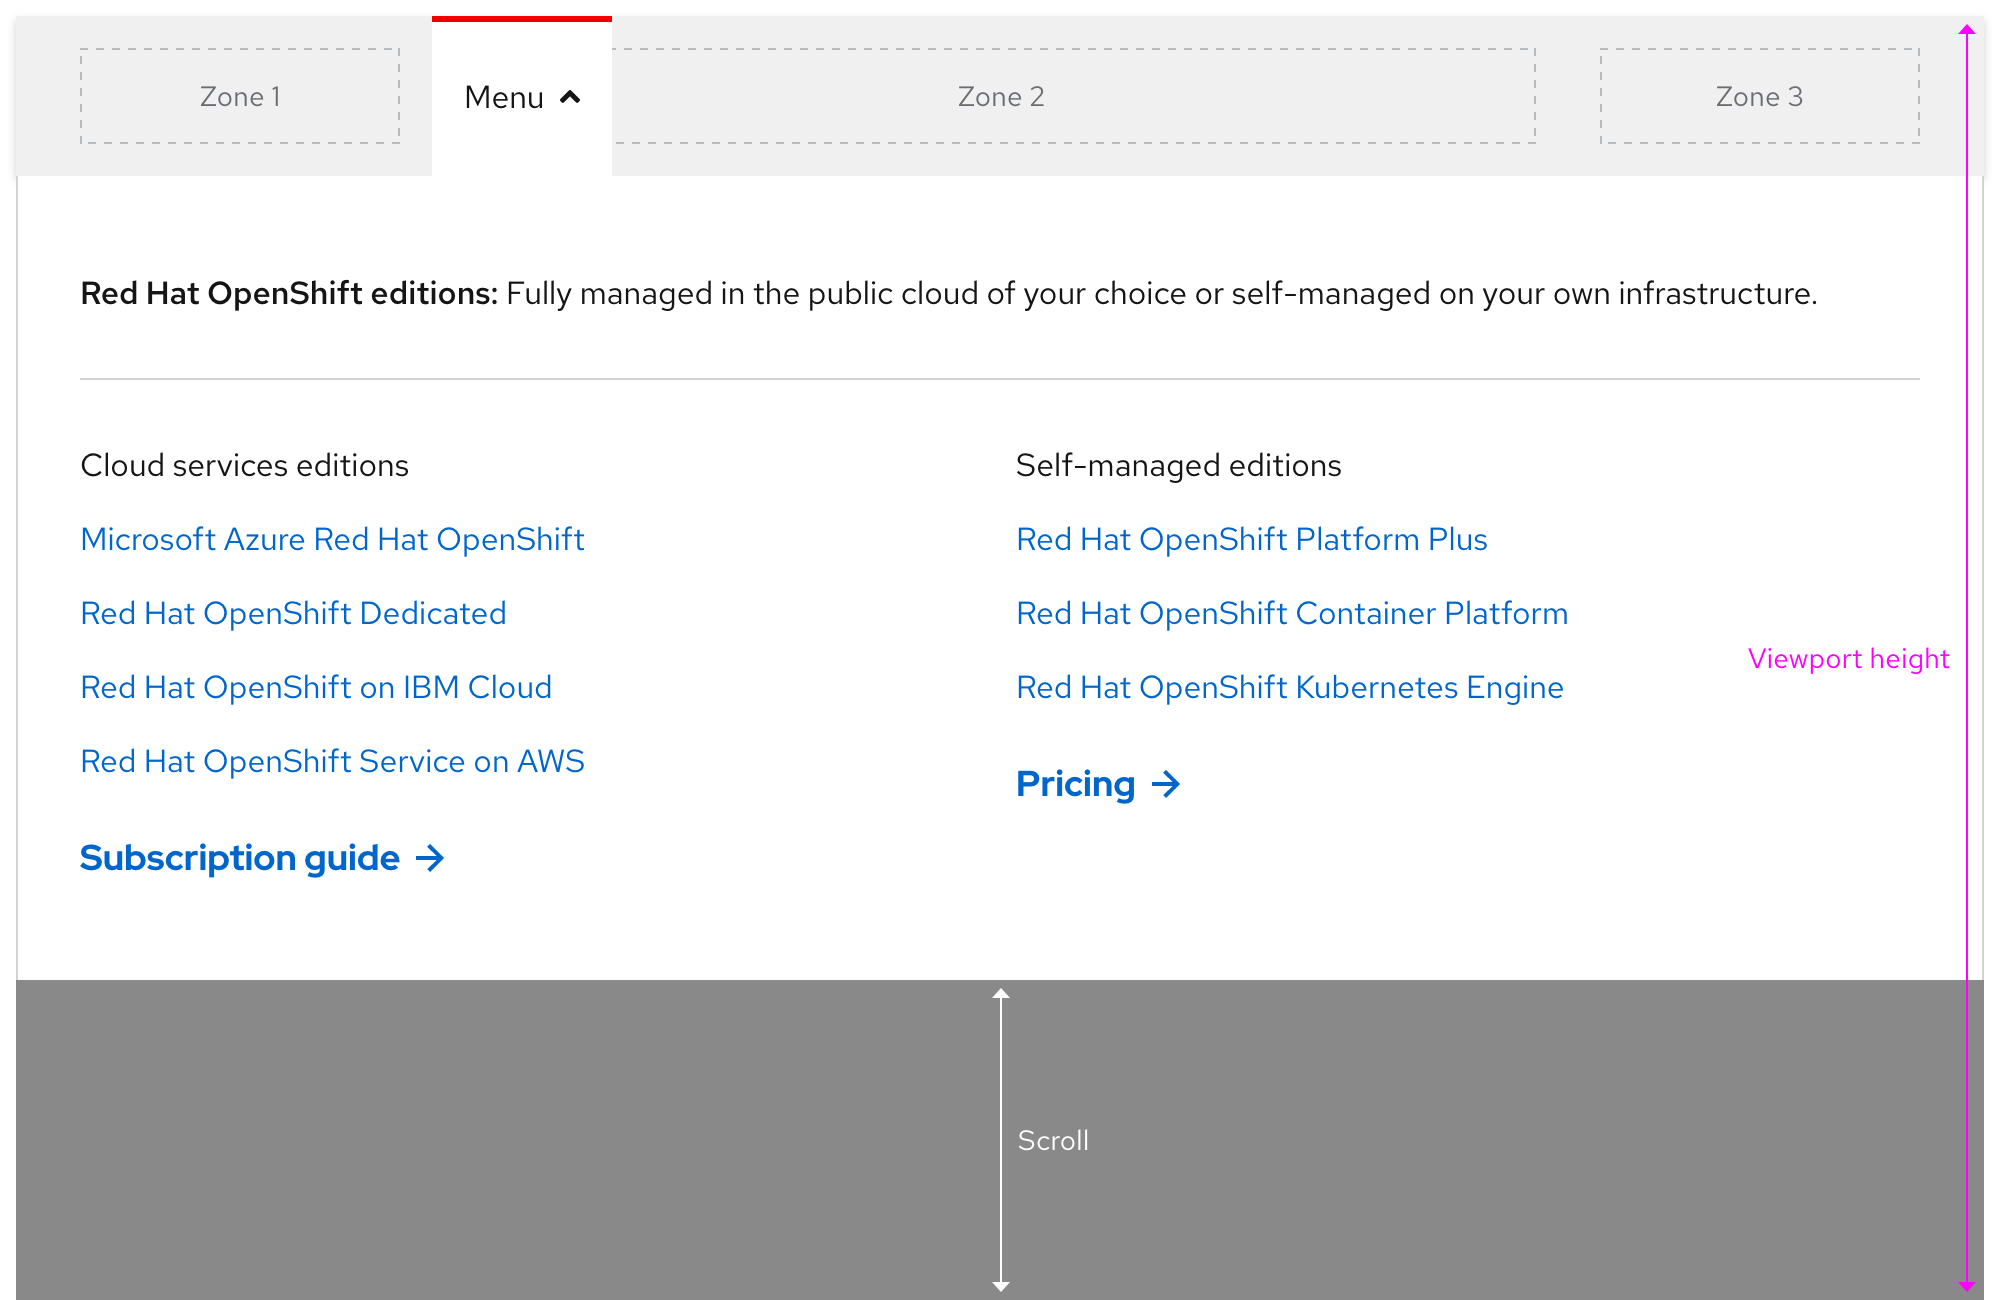 Zone 1
Menu
Zone 2
Zone 3
Red Hat OpenShift editions: Fully managed in the public cloud of your choice or self-managed on your own infrastructure.
Cloud services editions
Microsoft Azure Red Hat OpenShift
Red Hat OpenShift Dedicated
Red Hat OpenShift on IBM Cloud
Red Hat OpenShift Service on AWS
Subscription guide
Self-managed editions
Red Hat OpenShift Platform Plus
Red Hat OpenShift Container Platform
Red Hat OpenShift Kubernetes Engine
Pricing
Viewport height
Scroll